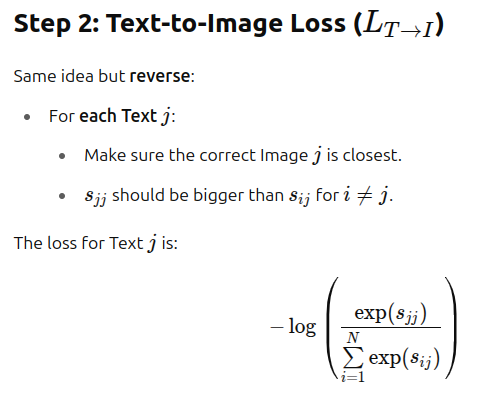 Step 2: Text-to-Image Loss (L_{T→I})
Same idea but reverse:
• For each Text j:
• Make sure the correct Image j is closest.
• s_{jj} should be bigger than s_{ij} for i ≠ j.
The loss for Text j is:
− log ( \frac{exp(s_{jj})}{\sum_{i=1}^{N} exp(s_{ij})} )